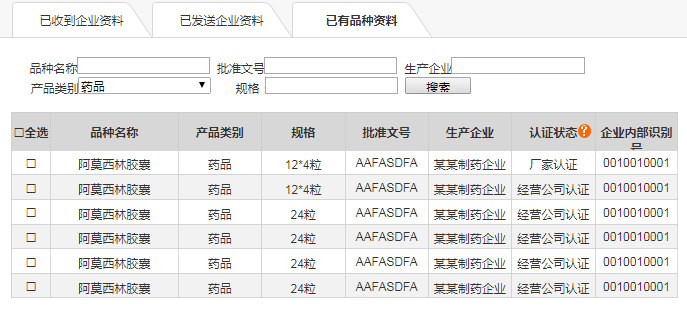 已收到企业资料 已发送企业资料 已有品种资料
品种名称 批准文号 生产企业
产品类别 药品 规格 搜索
全选 品种名称 产品类别 规格 批准文号 生产企业 认证状态? 企业内部识别号
阿莫西林胶囊 药品 12*4粒 AAFASDFA 某某制药企业 厂家认证 0010010001
阿莫西林胶囊 药品 12*4粒 AAFASDFA 某某制药企业 经营公司认证 0010010001
阿莫西林胶囊 药品 24粒 AAFASDFA 某某制药企业 经营公司认证 0010010001
阿莫西林胶囊 药品 24粒 AAFASDFA 某某制药企业 经营公司认证 0010010001
阿莫西林胶囊 药品 24粒 AAFASDFA 某某制药企业 经营公司认证 0010010001
阿莫西林胶囊 药品 24粒 AAFASDFA 某某制药企业 经营公司认证 0010010001